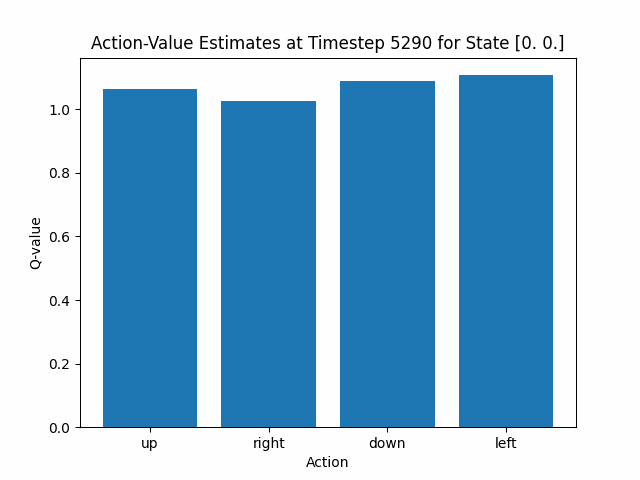 Action-Value Estimates at Timestep 5290 for State [0. 0.]
1.0
0.8
0.6
0.4
0.2
0.0
Q-value
up right down left
Action